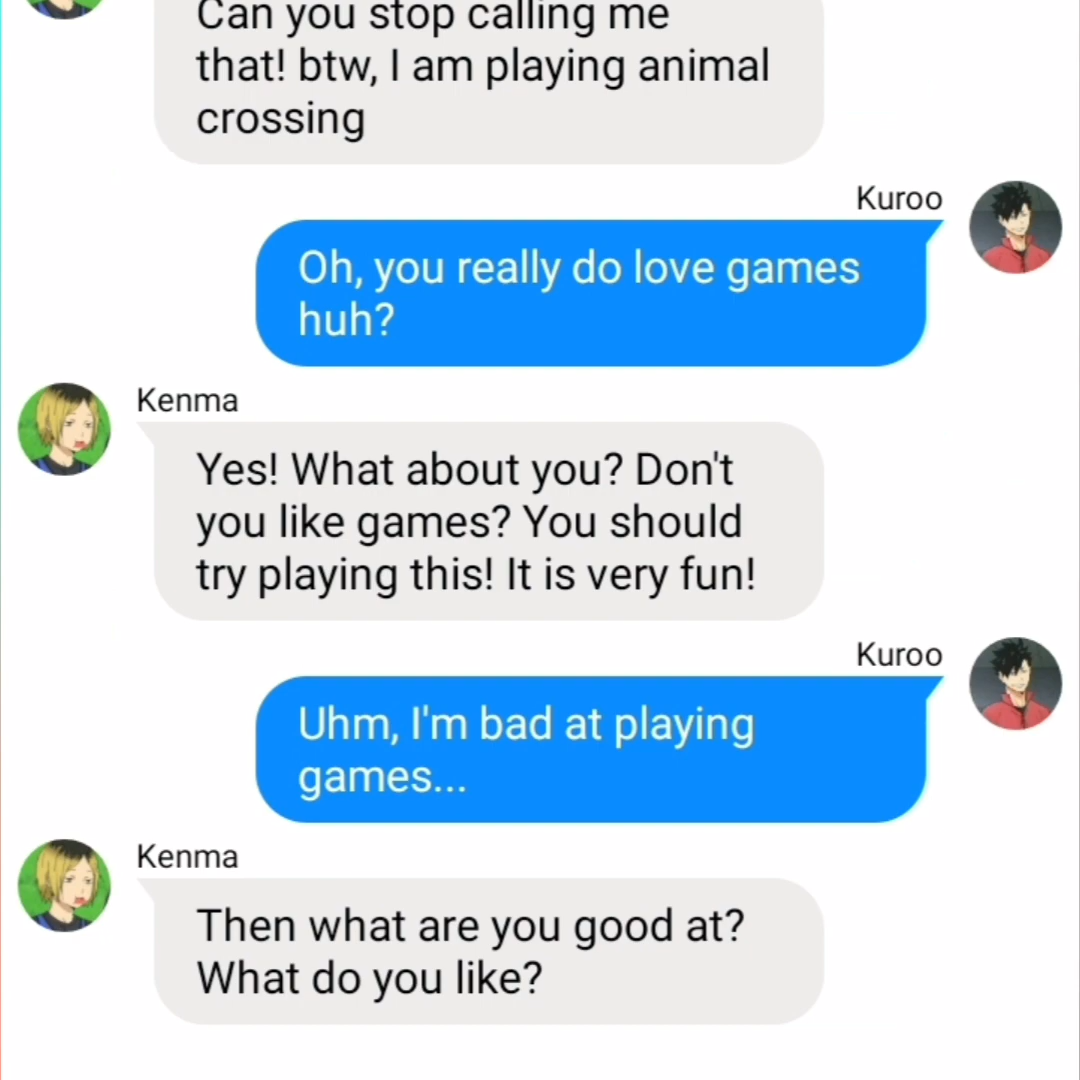 Can you stop calling me
that! btw, I am playing animal
crossing
Kuroo
Oh, you really do love games
huh?
Kenma
Yes! What about you? Don't
you like games? You should
try playing this! It is very fun!
Kuroo
Uhm, I'm bad at playing
games...
Kenma
Then what are you good at?
What do you like?